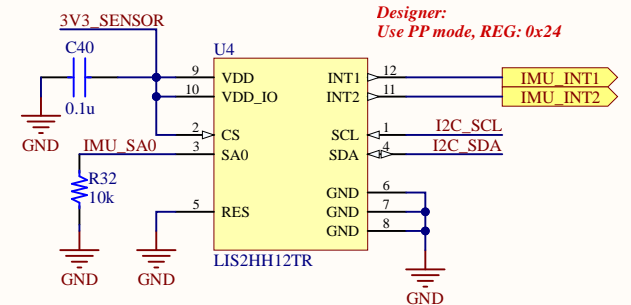 Designer:
Use PP mode, REG: 0x24
3V3_SENSOR
C40
0.1u
GND
U4
9 VDD INT1 12 IMU_INT1
10 VDD_IO INT2 11 IMU_INT2
2 CS SCL 1 I2C_SCL
IMU_SA0 3 SA0 SDA 4 I2C_SDA
R32
10k
GND 6
5 RES GND 7
GND 8
LIS2HH12TR
GND
GND
GND